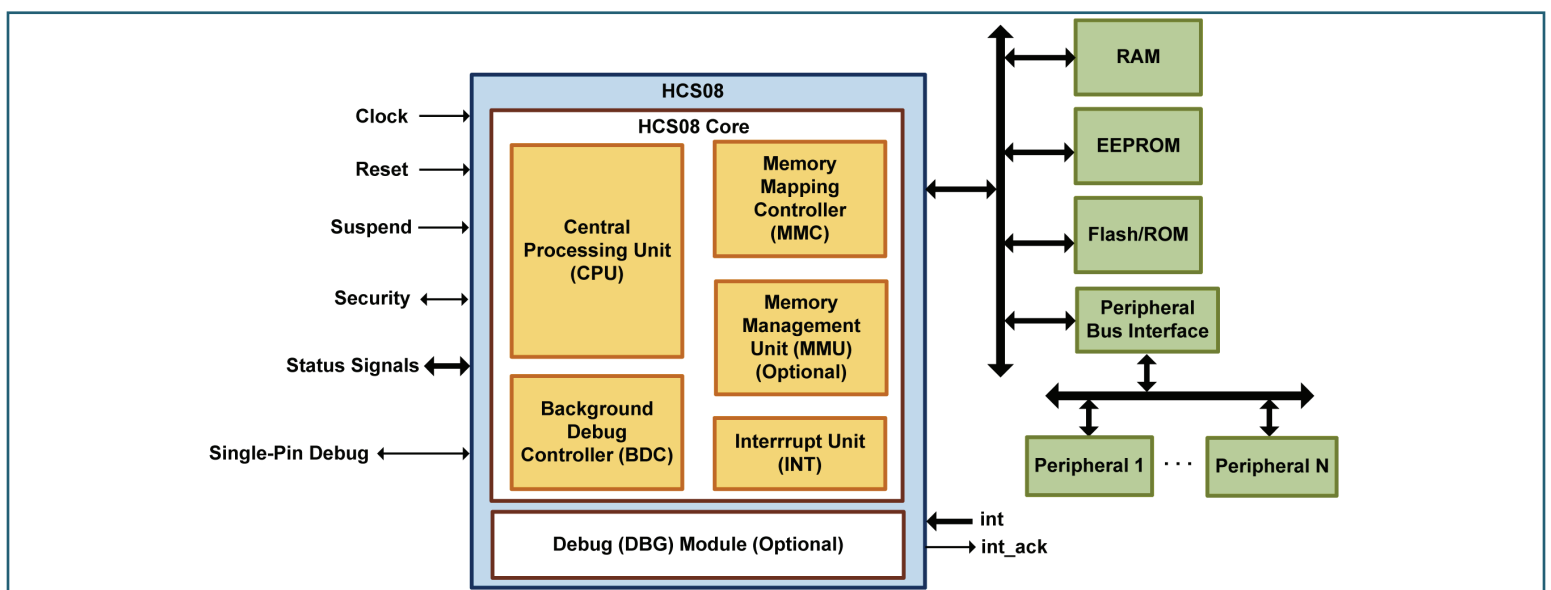 HCS08
HCS08 Core
Clock
Reset
Suspend
Security
Status Signals
Single-Pin Debug
Central
Processing Unit
(CPU)
Memory
Mapping
Controller
(MMC)
Memory
Management
Unit (MMU)
(Optional)
Background
Debug
Controller (BDC)
Interrrupt Unit
(INT)
Debug (DBG) Module (Optional)
int
int_ack
RAM
EEPROM
Flash/ROM
Peripheral
Bus Interface
Peripheral 1
· · ·
Peripheral N